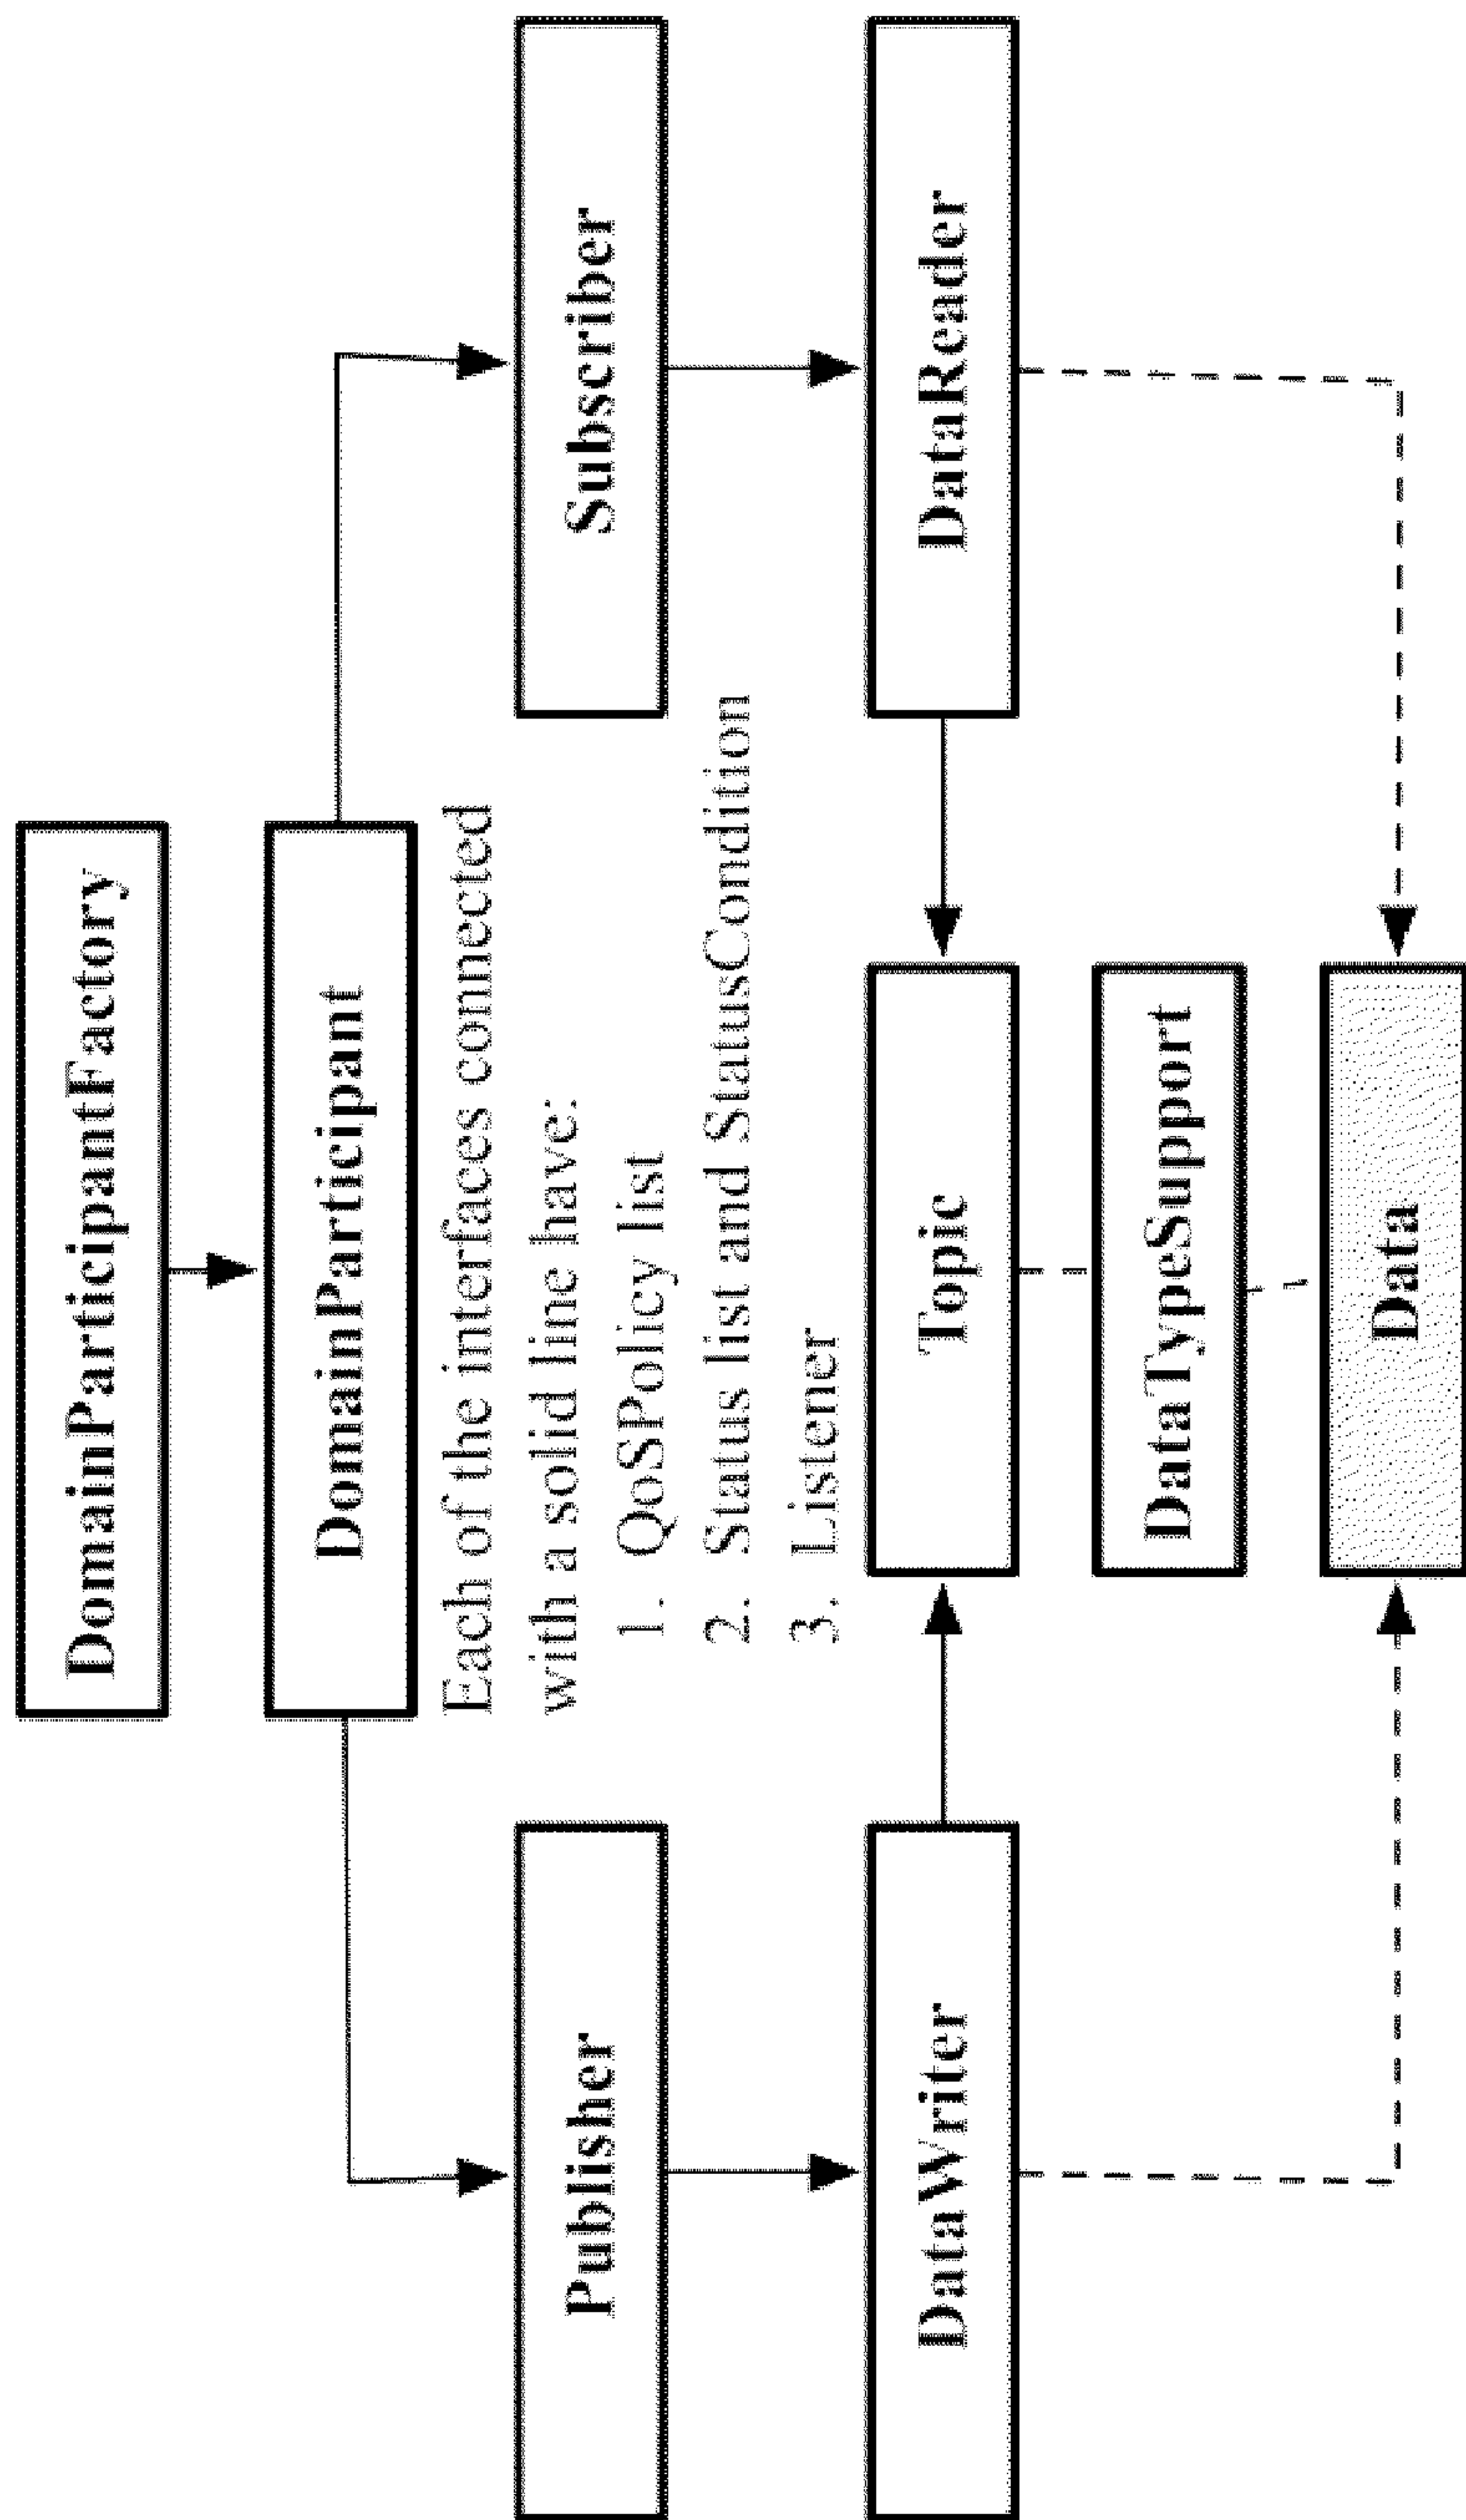 DomainParticipantFactory
DomainParticipant
Each of the interfaces connected
with a solid line have:
1. QoSPolicy list
2. Status list and StatusCondition
3. Listener
Publisher
Subscriber
DataWriter
Topic
DataReader
DataTypeSupport
Data